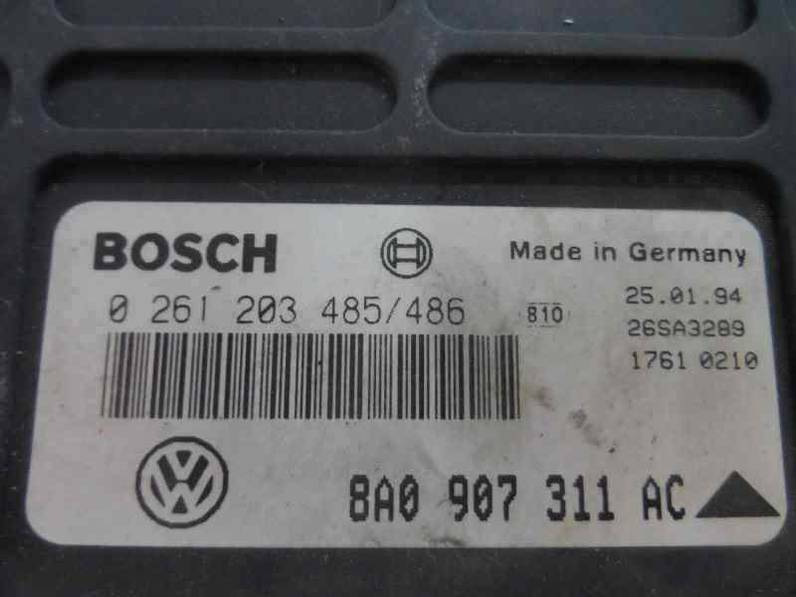 BOSCH Made in Germany
0 261 203 485/486 810 25.01.94
26SA3289
1761 0210
VW
8A0 907 311 AC